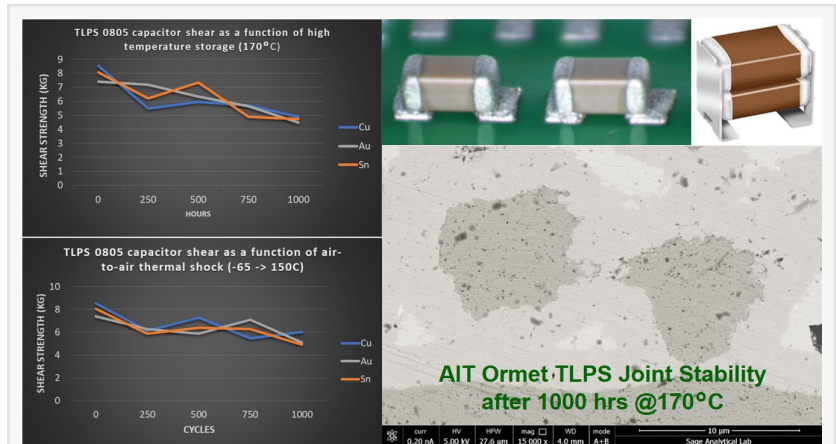 TLPS 0805 capacitor shear as a function of high
temperature storage (170°C)
SHEAR STRENGTH (KG)
9
8
7
6
5
4
3
2
1
0
0 250 500 750 1000
HOURS
Cu
Au
Sn
TLPS 0805 capacitor shear as a function of air-
to-air thermal shock (-65 -> 150C)
SHEAR STRENGTH (KG)
10
8
6
4
2
0
0 250 500 750 1000
CYCLES
Cu
Au
Sn
AIT Ormet TLPS Joint Stability
after 1000 hrs @170°C
curr HV HFW mag WD mode 10 µm
0.20 nA 5.00 kV 27.6 µm 15 000 x 4.0 mm A+B Sage Analytical Lab